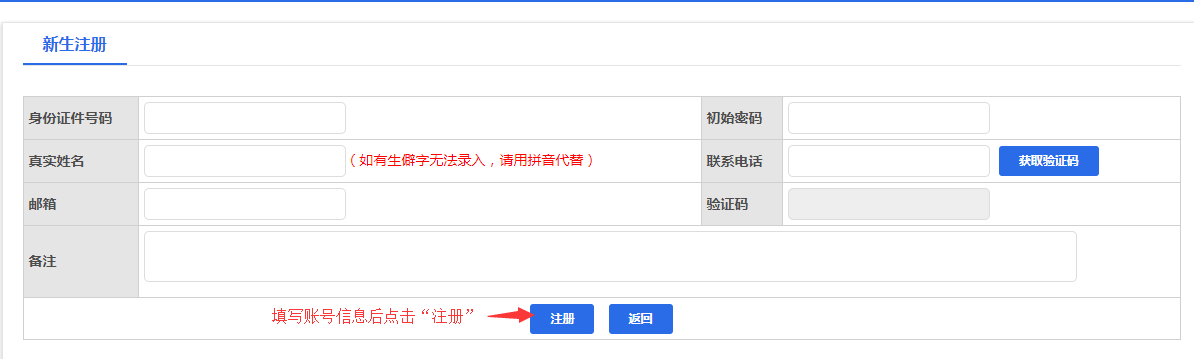 新生注册
身份证件号码 初始密码
真实姓名 （如有生僻字无法录入，请用拼音代替） 联系电话 获取验证码
邮箱 验证码
备注
填写账号信息后点击“注册” 注册 返回